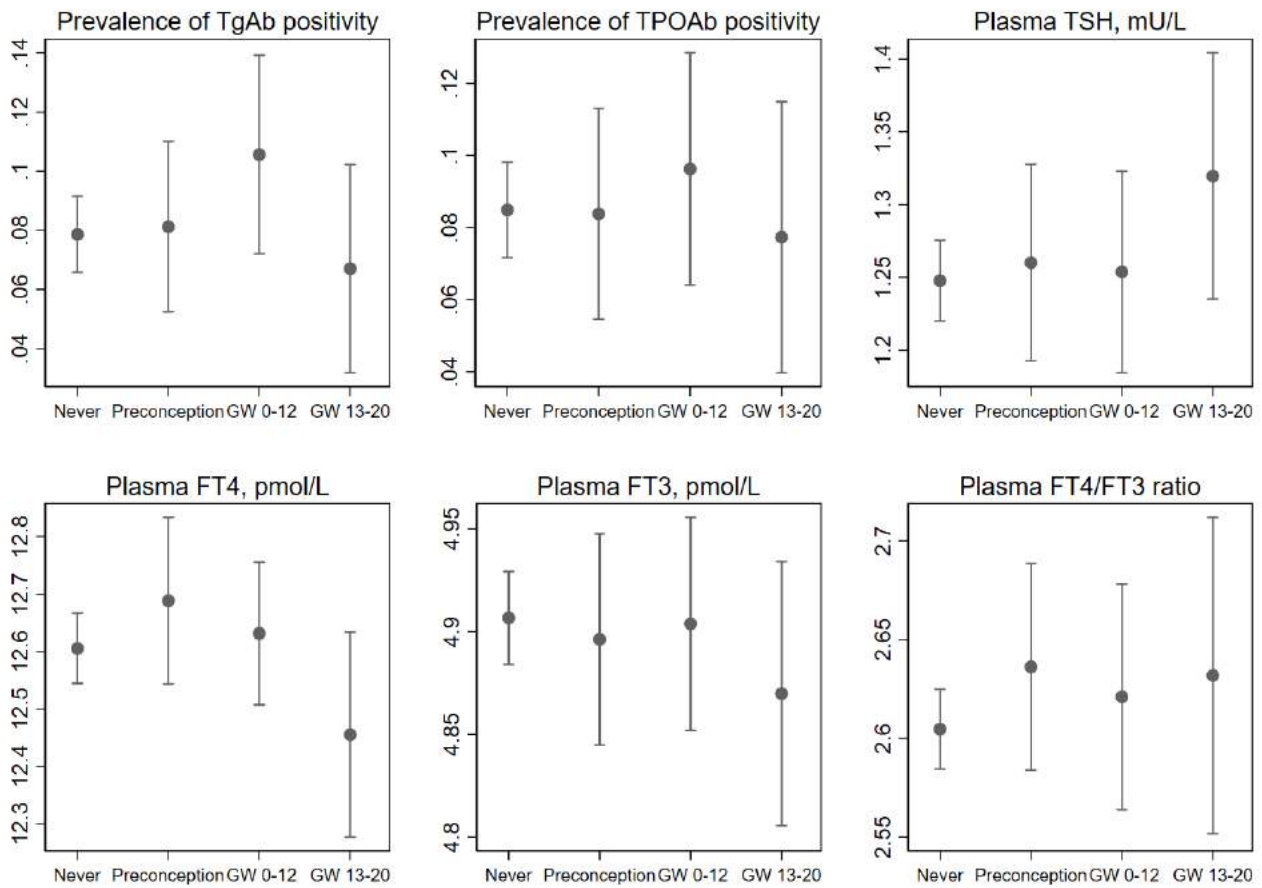 Prevalence of TgAb positivity
.14
.12
.1
.08
.06
.04
Never Preconception GW 0-12 GW 13-20
Prevalence of TPOAb positivity
.12
.1
.08
.06
.04
Never Preconception GW 0-12 GW 13-20
Plasma TSH, mU/L
1.4
1.35
1.3
1.25
1.2
Never Preconception GW 0-12 GW 13-20
Plasma FT4, pmol/L
12.8
12.7
12.6
12.5
12.4
12.3
Never Preconception GW 0-12 GW 13-20
Plasma FT3, pmol/L
4.95
4.9
4.85
4.8
Never Preconception GW 0-12 GW 13-20
Plasma FT4/FT3 ratio
2.7
2.65
2.6
2.55
Never Preconception GW 0-12 GW 13-20